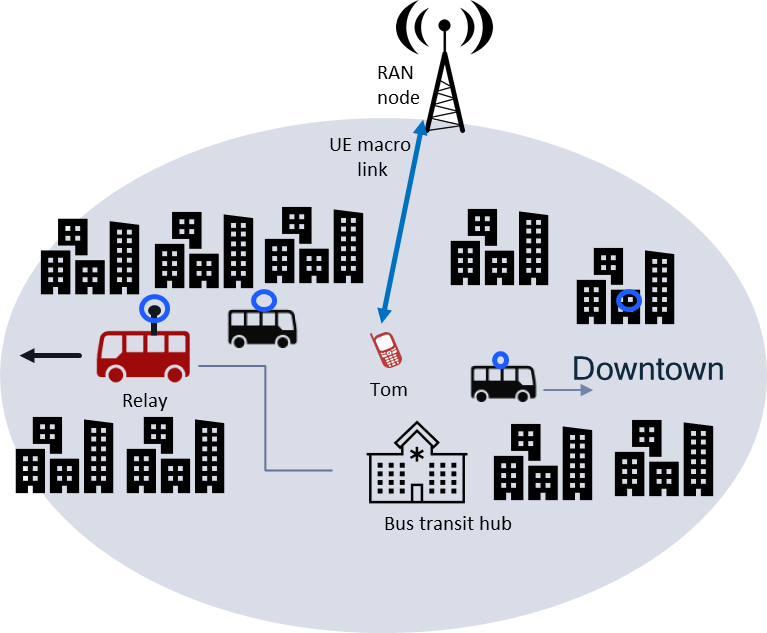 RAN
node
UE macro
link
Relay
Tom
Downtown
Bus transit hub